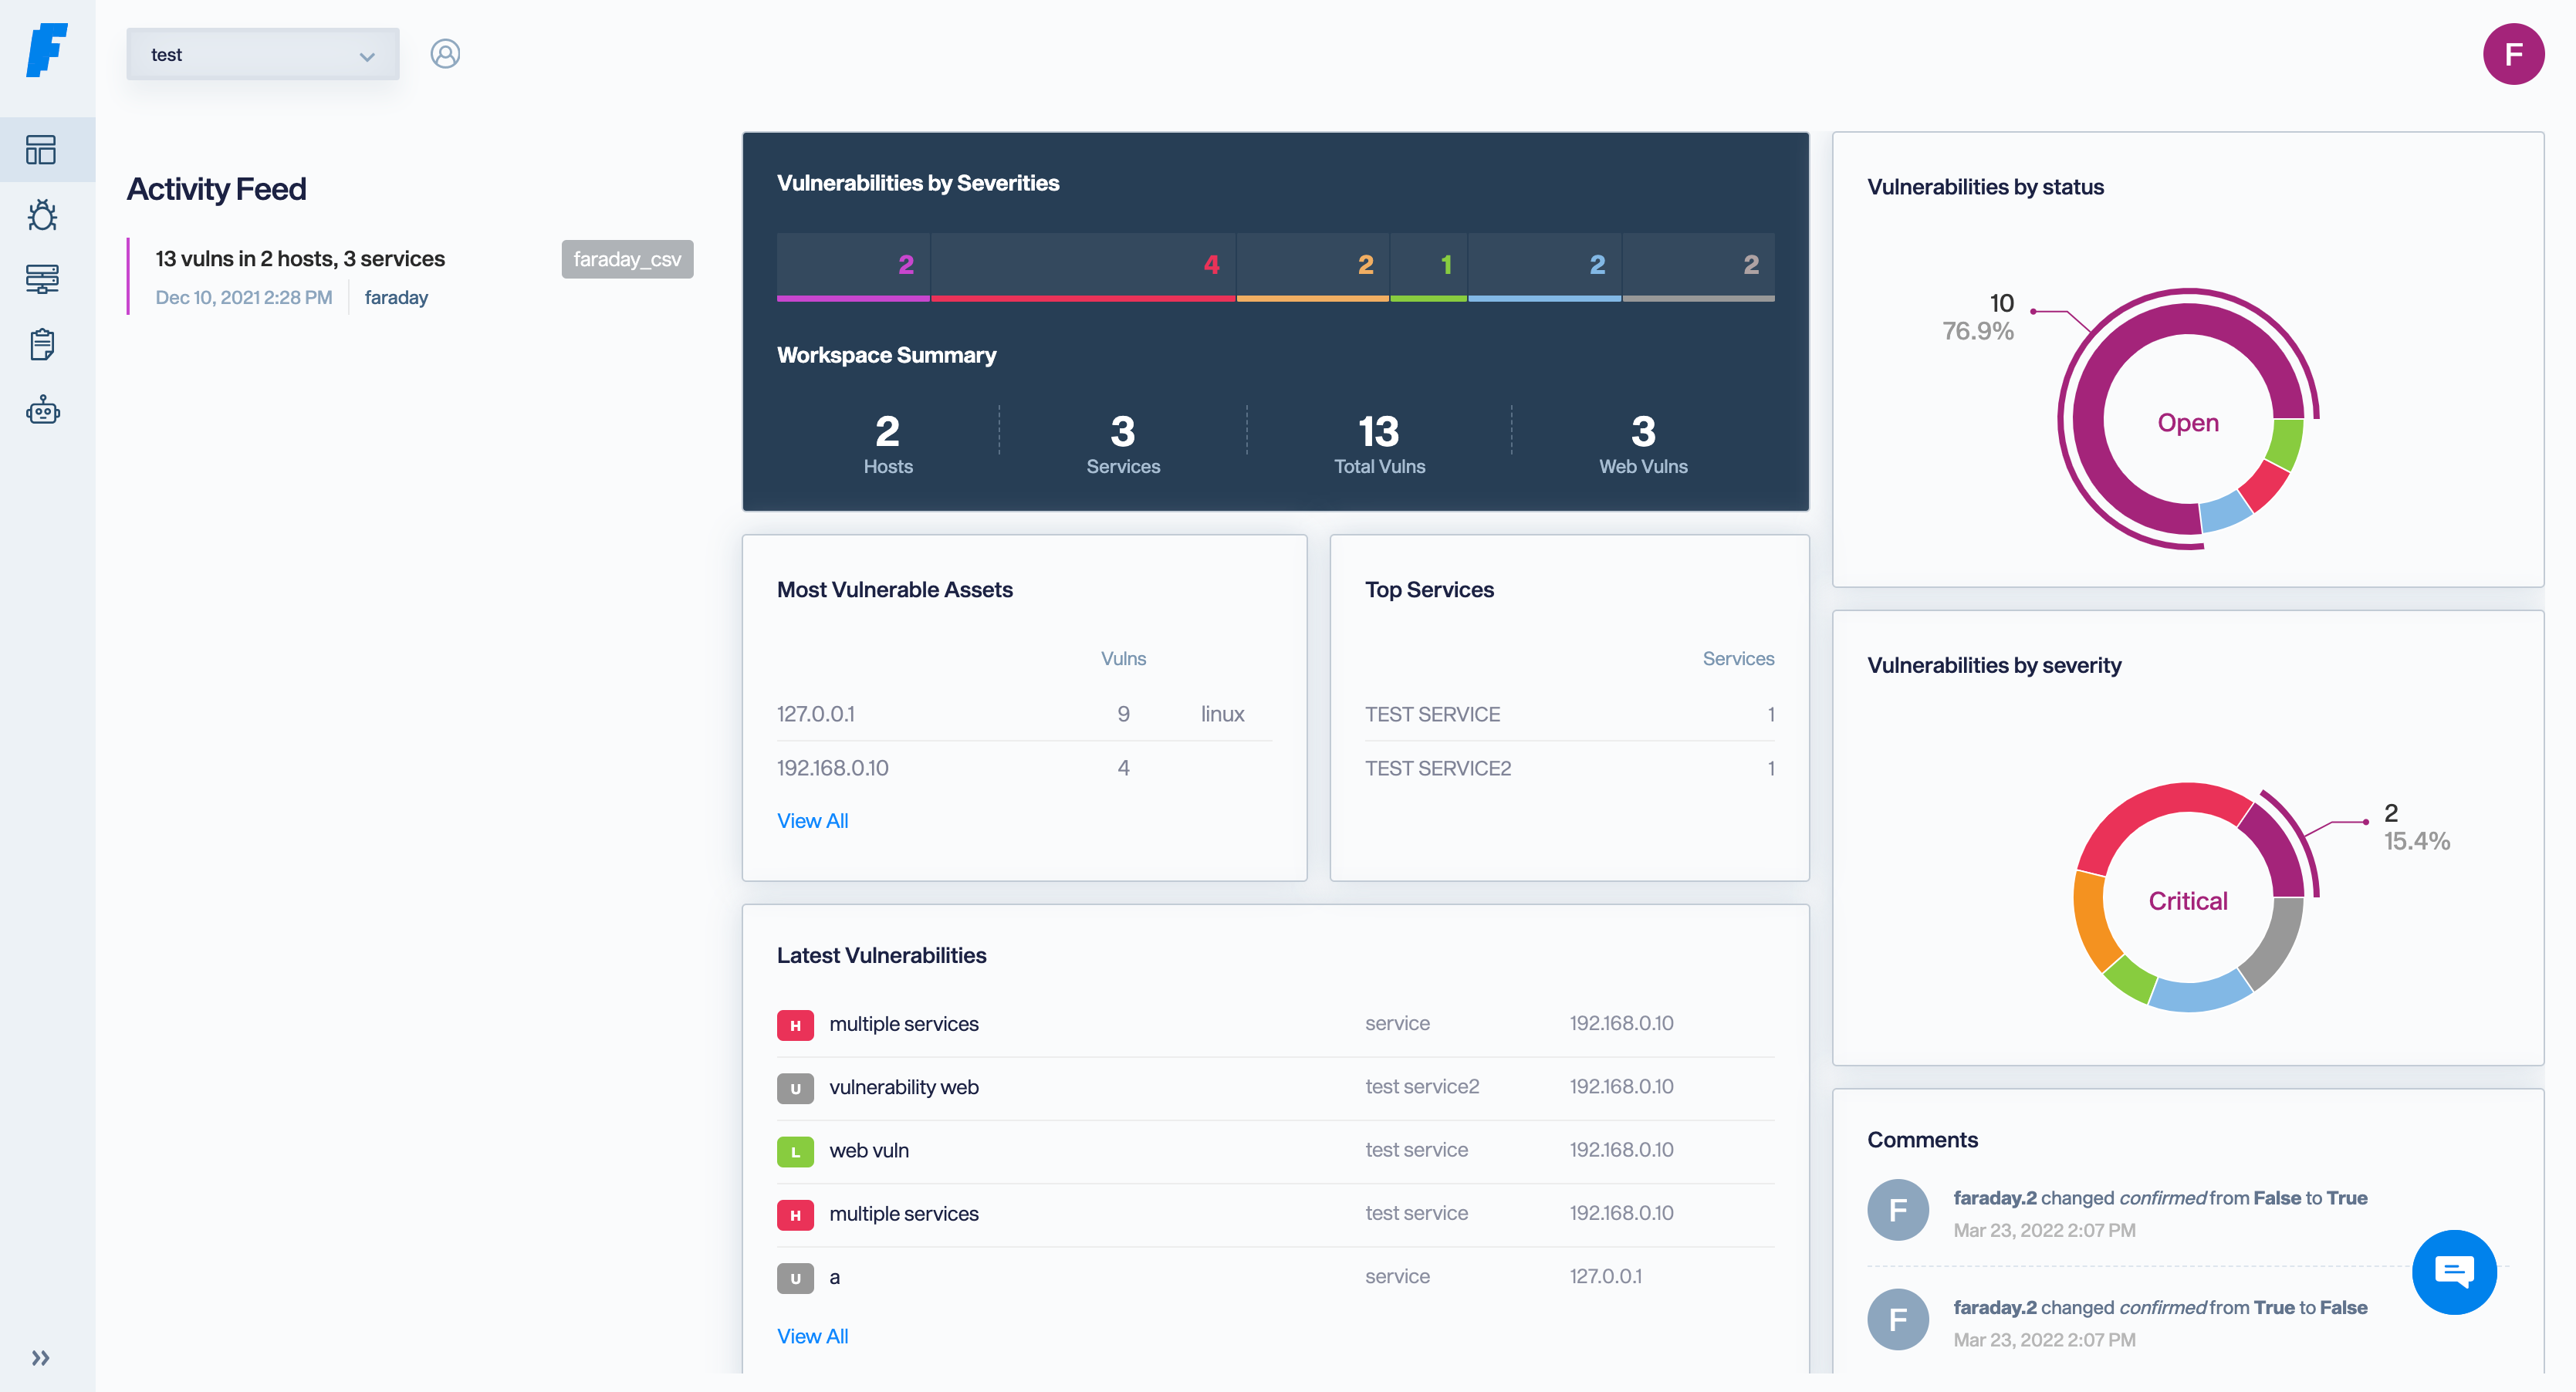 test
F
Activity Feed
13 vulns in 2 hosts, 3 services
faraday_csv
Dec 10, 2021 2:28 PM
faraday
Vulnerabilities by Severities
2 4 2 1 2 2
Workspace Summary
2 3 13 3
Hosts Services Total Vulns Web Vulns
Most Vulnerable Assets
Vulns
127.0.0.1 9 linux
192.168.0.10 4
View All
Top Services
Services
TEST SERVICE 1
TEST SERVICE2 1
Latest Vulnerabilities
H multiple services service 192.168.0.10
U vulnerability web test service2 192.168.0.10
L web vuln test service 192.168.0.10
H multiple services test service 192.168.0.10
U a service 127.0.0.1
View All
Vulnerabilities by status
10
76.9%
Open
Vulnerabilities by severity
2
15.4%
Critical
Comments
F
faraday.2 changed confirmed from False to True
Mar 23, 2022 2:07 PM
F
faraday.2 changed confirmed from True to False
Mar 23, 2022 2:07 PM